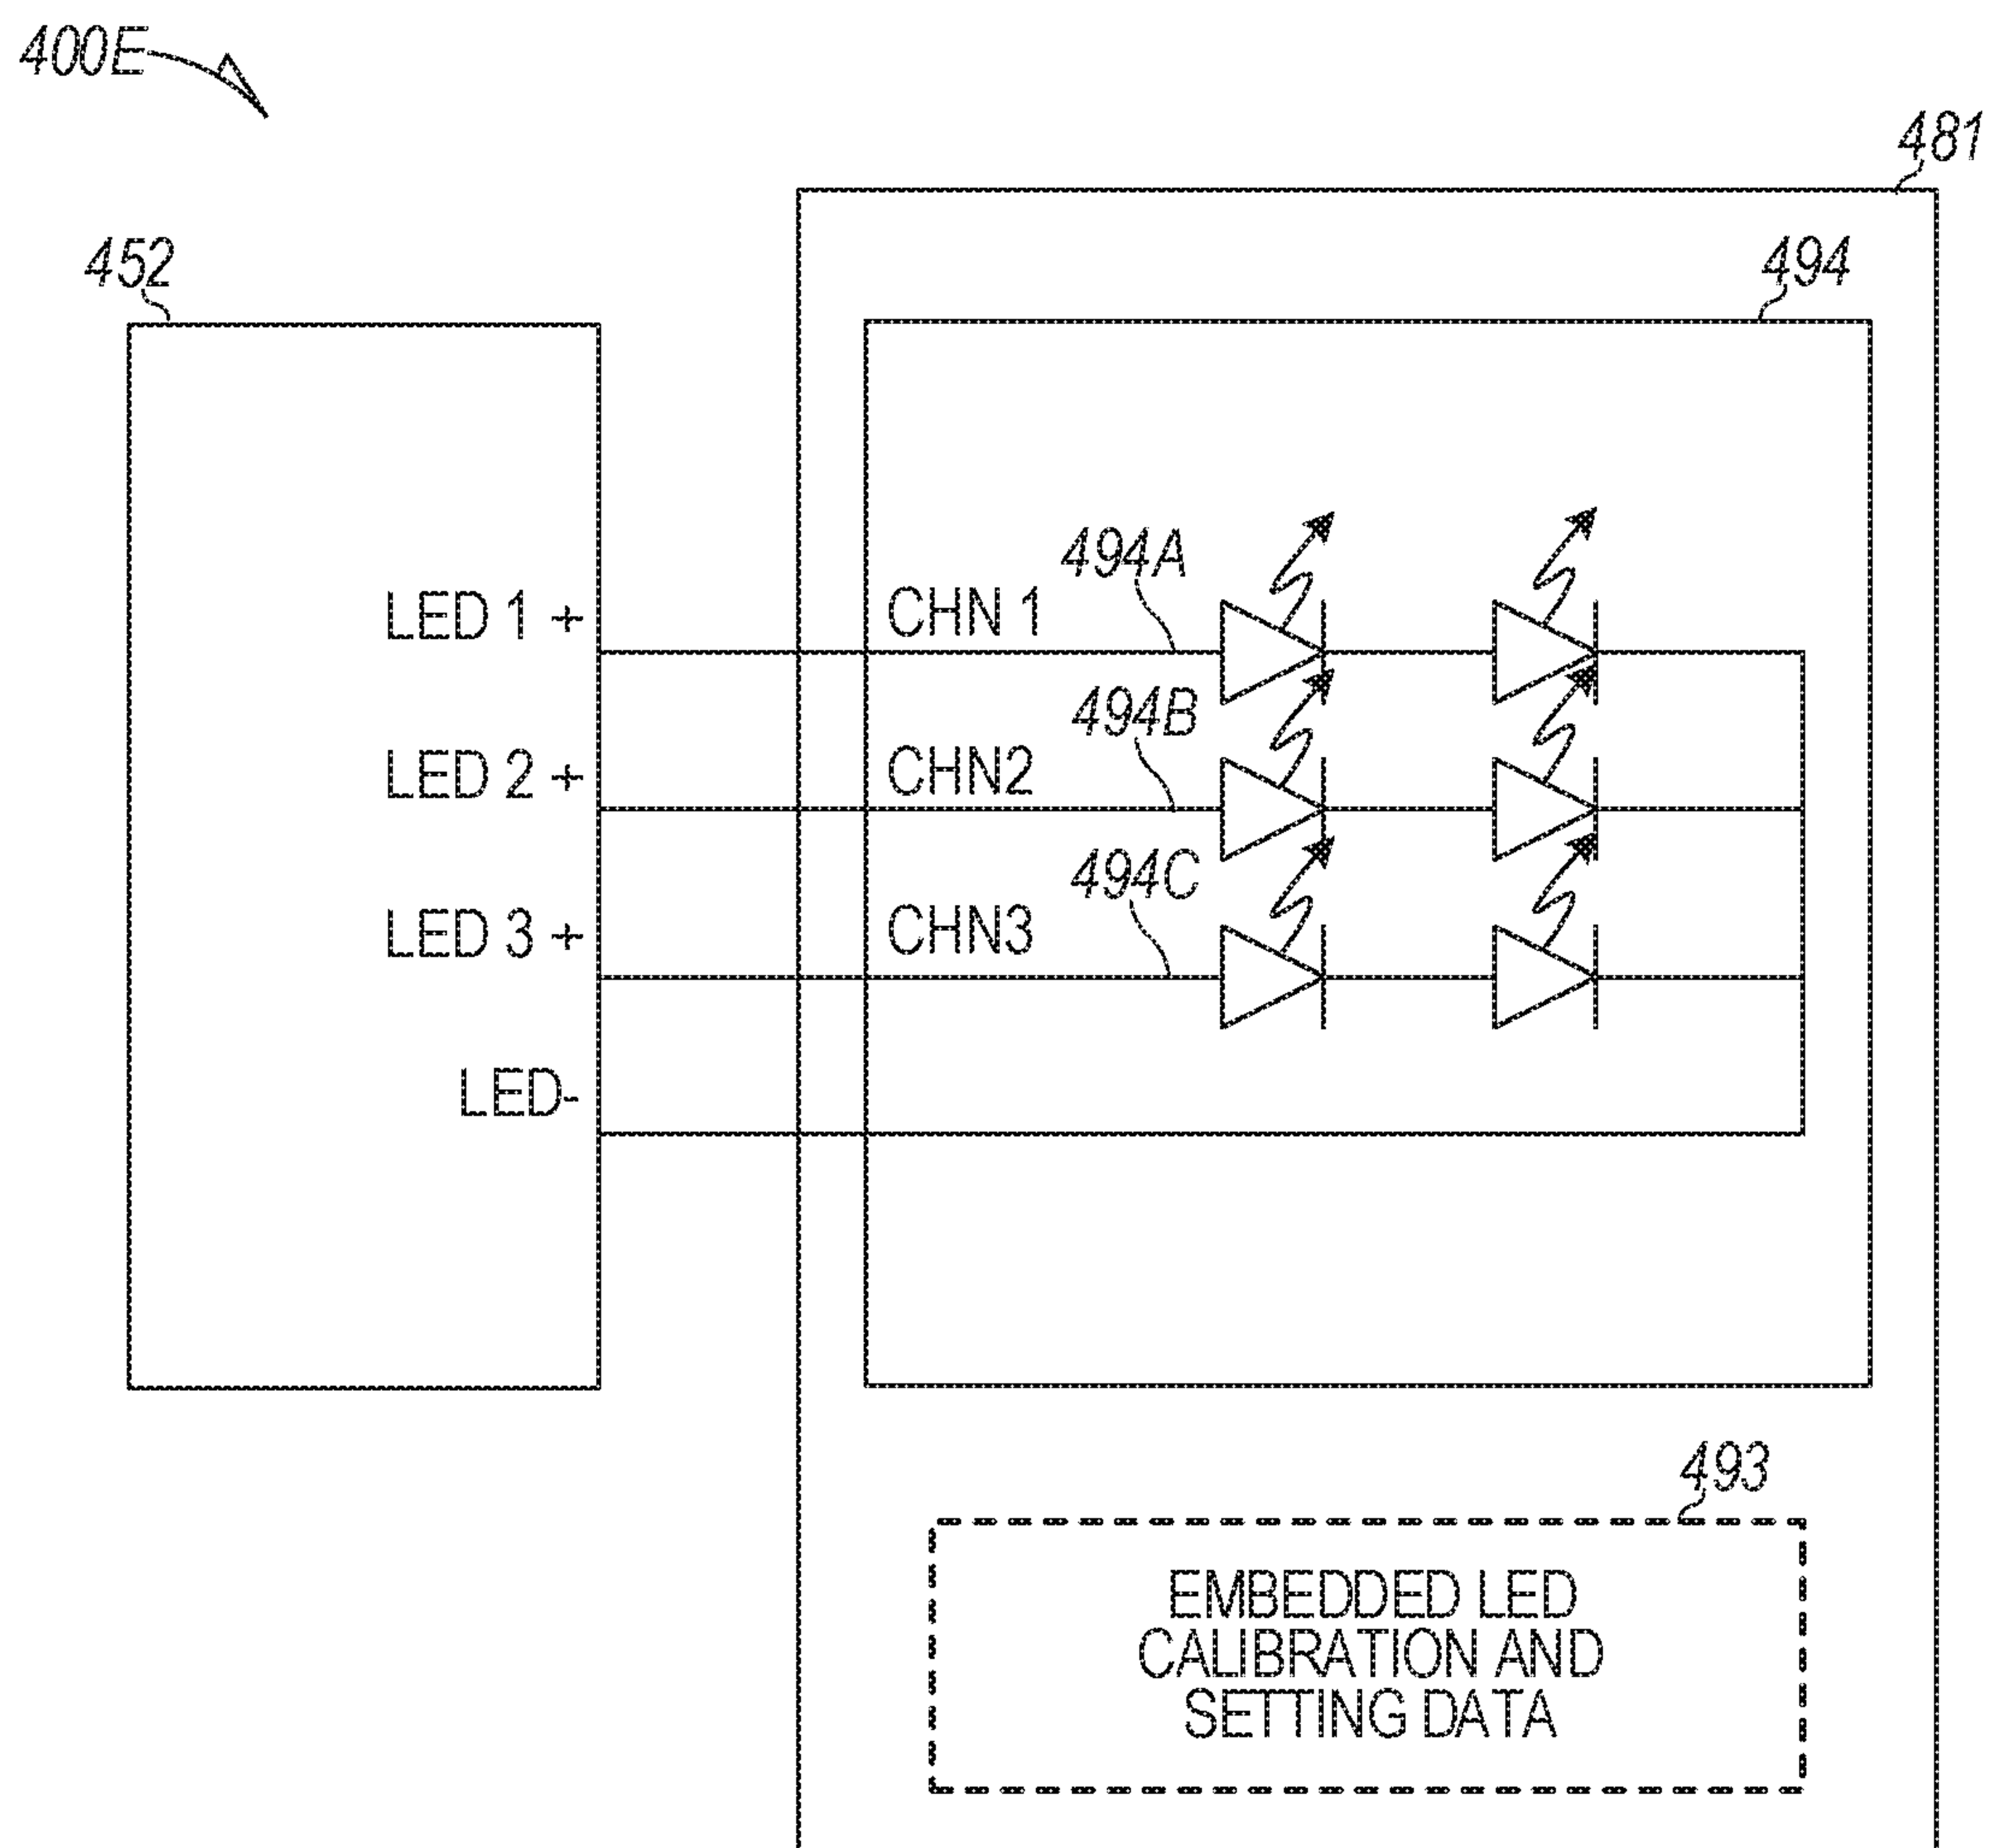 400E
481
452
494
494A
LED 1 +
CHN 1
494B
LED 2 +
CHN2
494C
LED 3 +
CHN3
LED-
493
EMBEDDED LED
CALIBRATION AND
SETTING DATA